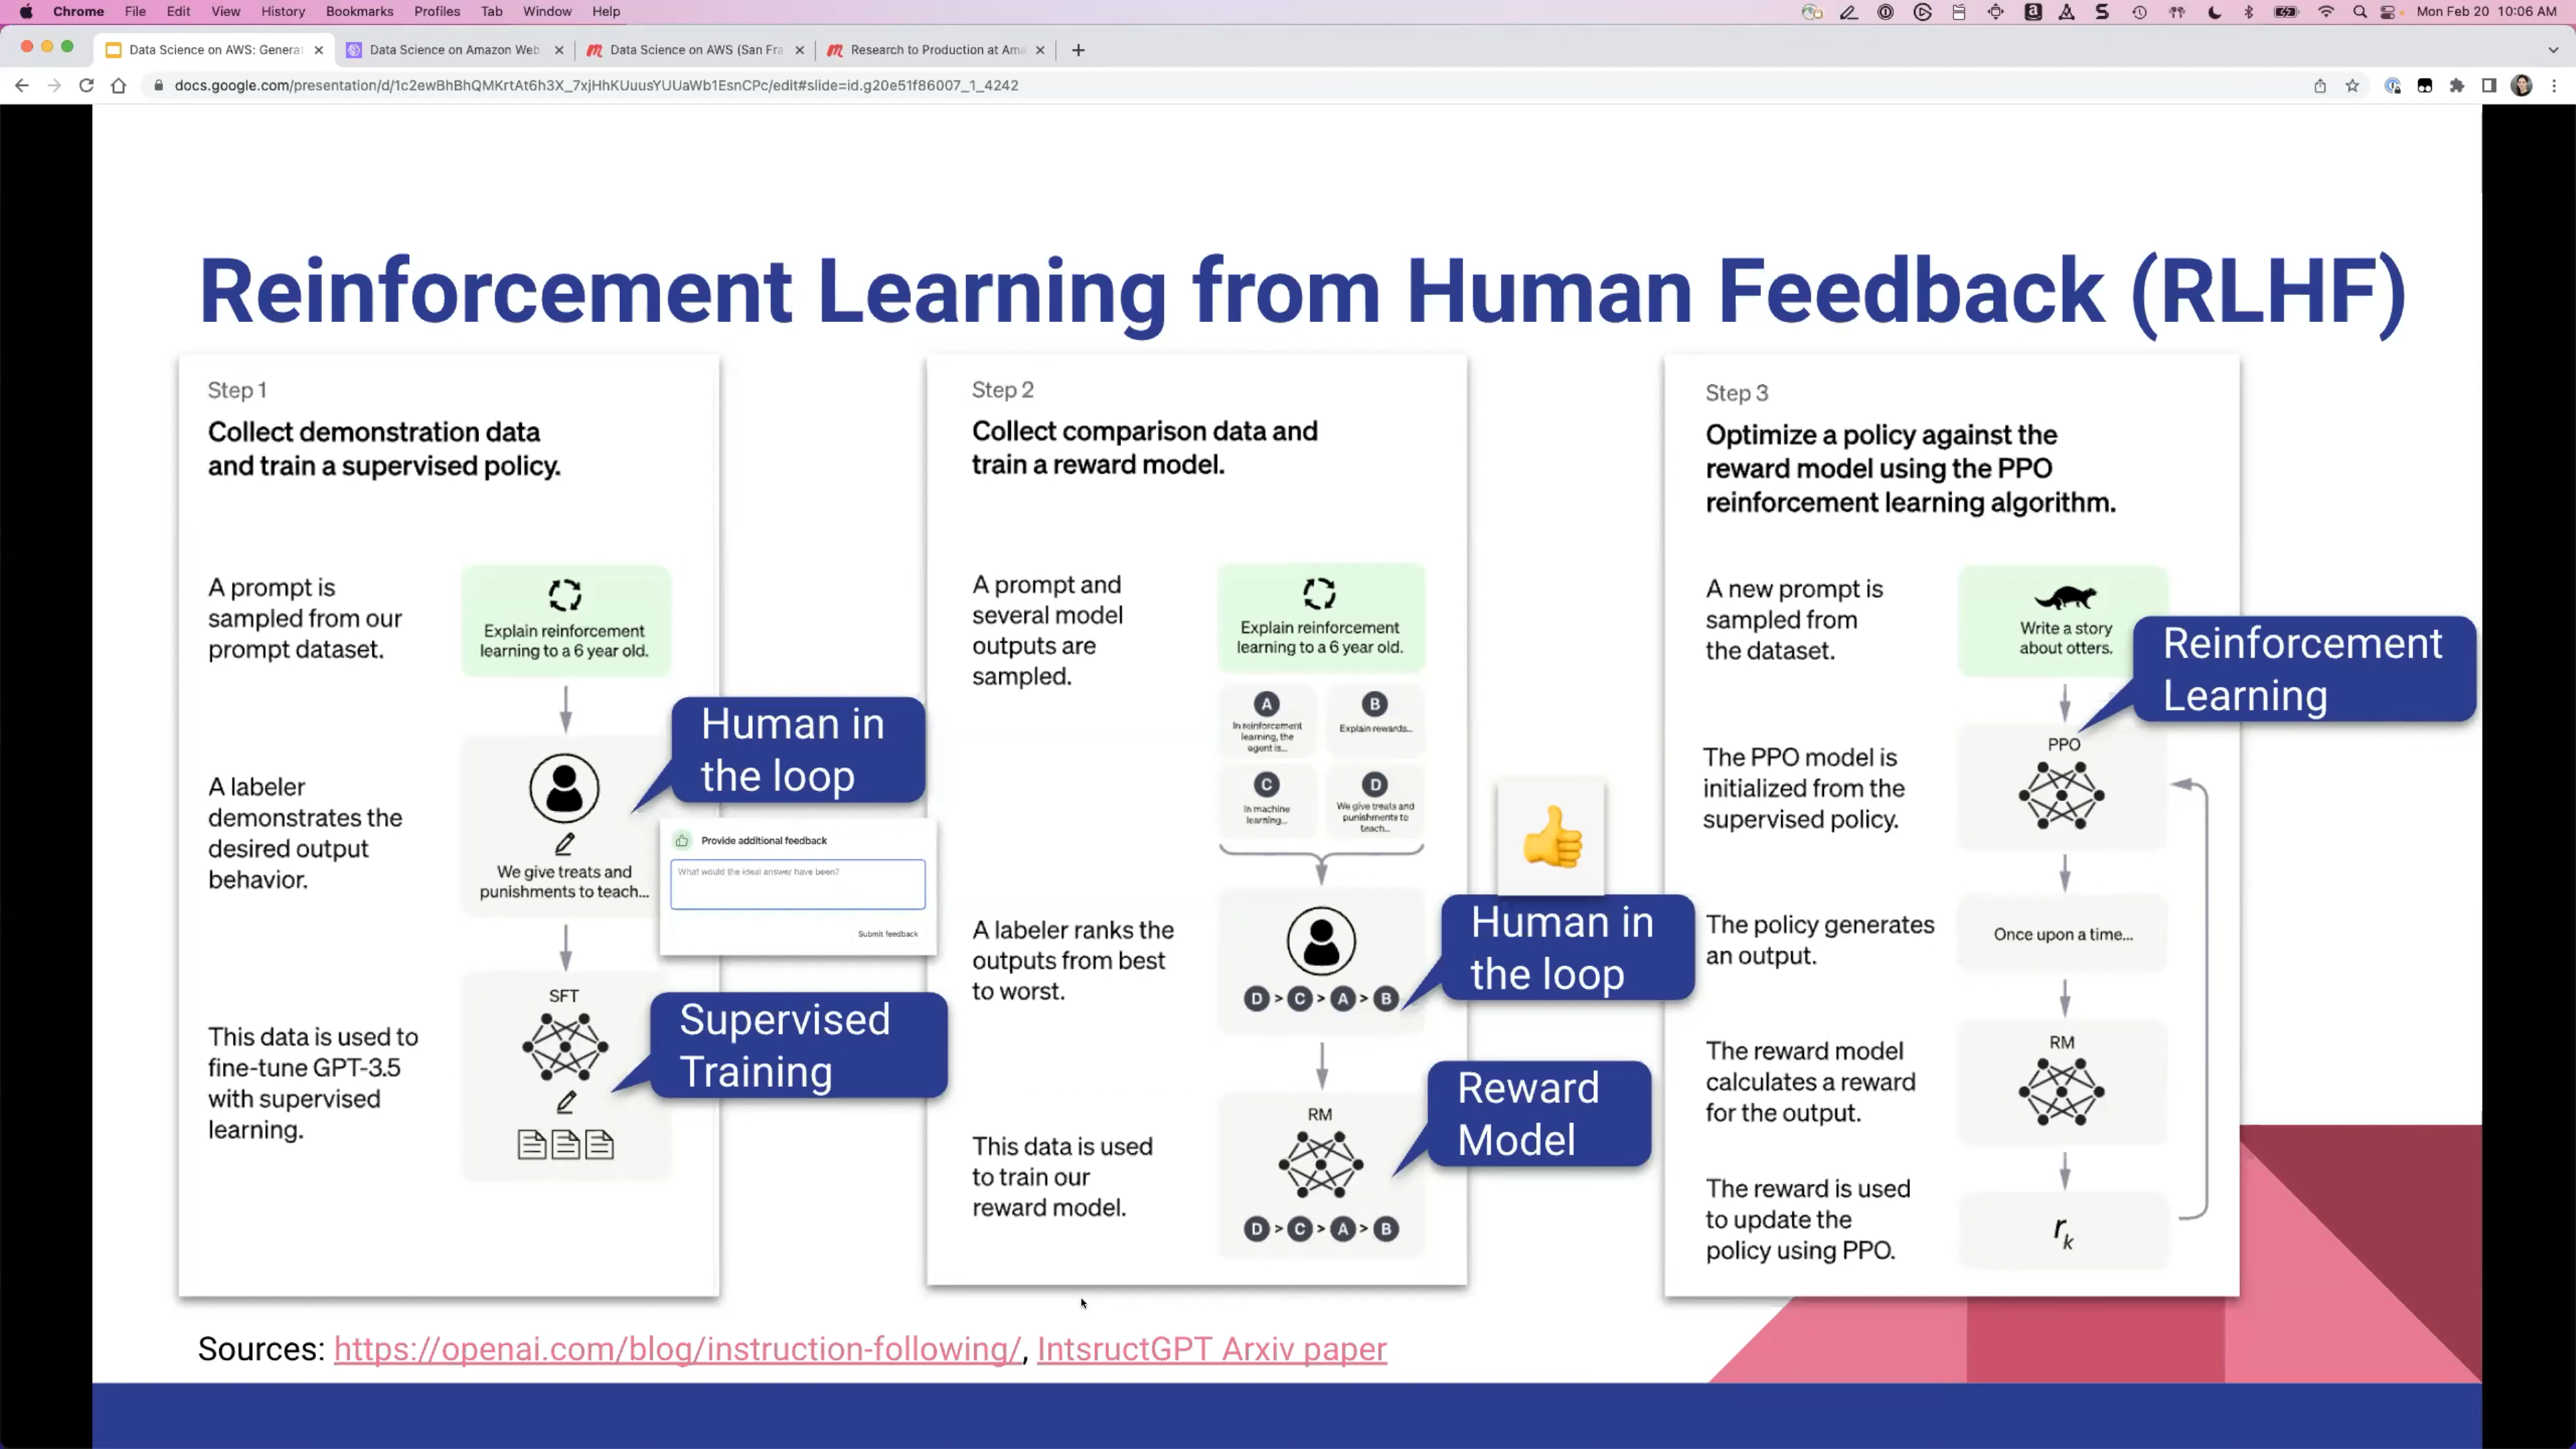 Chrome File Edit View History Bookmarks Profiles Tab Window Help
Mon Feb 20 10:06 AM
Data Science on AWS: Genera
Data Science on Amazon Web
Data Science on AWS (San Fra
Research to Production at Ama
docs.google.com/presentation/d/1c2ewBhBhQMKrtAt6h3X_7xjHhKUuusYUUaWb1EsnCPc/edit#slide=id.g20e51f86007_1_4242
Reinforcement Learning from Human Feedback (RLHF)
Step 1
Collect demonstration data
and train a supervised policy.
A prompt is
sampled from our
prompt dataset.
Explain reinforcement
learning to a 6 year old.
A labeler
demonstrates the
desired output
behavior.
We give treats and
punishments to teach...
Human in
the loop
Provide additional feedback
What would the ideal answer have been?
Submit feedback
This data is used to
fine-tune GPT-3.5
with supervised
learning.
SFT
Supervised
Training
Step 2
Collect comparison data and
train a reward model.
A prompt and
several model
outputs are
sampled.
Explain reinforcement
learning to a 6 year old.
A
In reinforcement
learning, the
agent is...
B
Explain rewards...
C
In machine
learning...
D
We give treats and
punishments to
teach...
A labeler ranks the
outputs from best
to worst.
D > C > A > B
Human in
the loop
This data is used
to train our
reward model.
RM
D > C > A > B
Reward
Model
Step 3
Optimize a policy against the
reward model using the PPO
reinforcement learning algorithm.
A new prompt is
sampled from
the dataset.
Write a story
about otters.
Reinforcement
Learning
The PPO model is
initialized from the
supervised policy.
PPO
The policy generates
an output.
Once upon a time...
The reward model
calculates a reward
for the output.
RM
The reward is used
to update the
policy using PPO.
rk
Sources: https://openai.com/blog/instruction-following/, IntsructGPT Arxiv paper